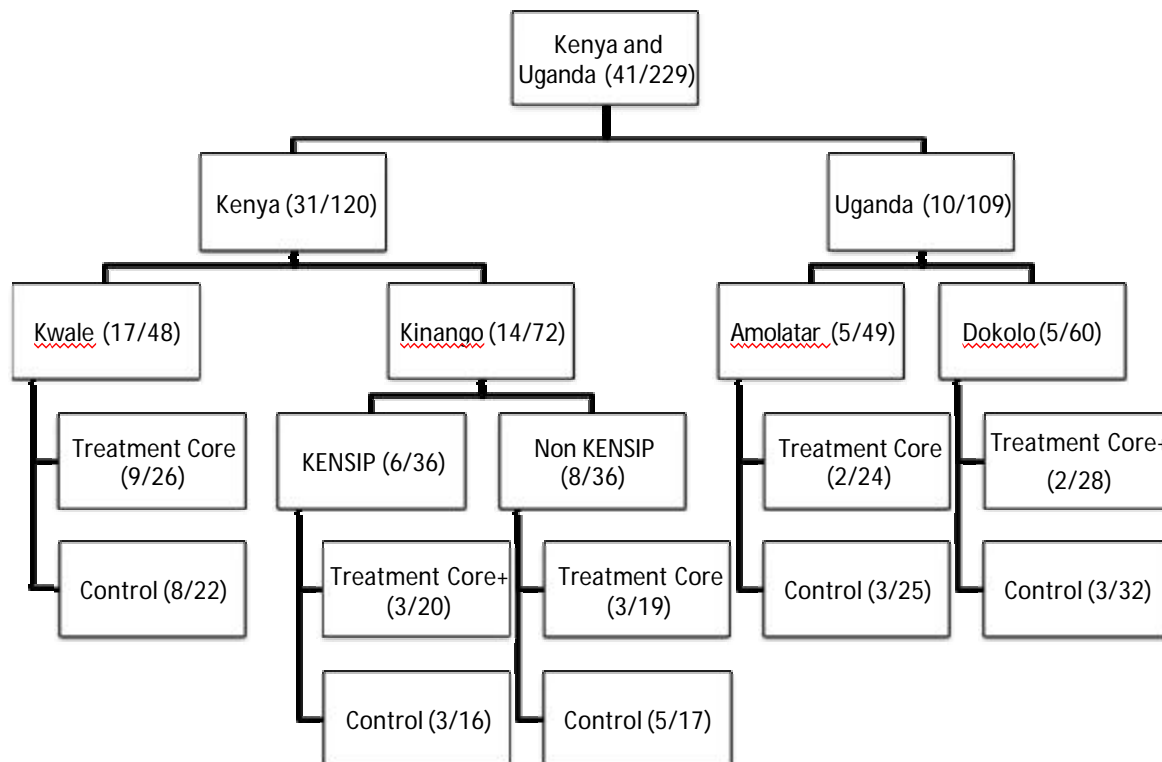 Kenya and
Uganda (41/229)
Kenya (31/120)
Uganda (10/109)
Kwale (17/48)
Kinango (14/72)
Amolatar (5/49)
Dokolo (5/60)
Treatment Core
(9/26)
KENSIP (6/36)
Non KENSIP
(8/36)
Treatment Core
(2/24)
Treatment Core+
(2/28)
Control (8/22)
Treatment Core+
(3/20)
Treatment Core
(3/19)
Control (3/25)
Control (3/32)
Control (3/16)
Control (5/17)